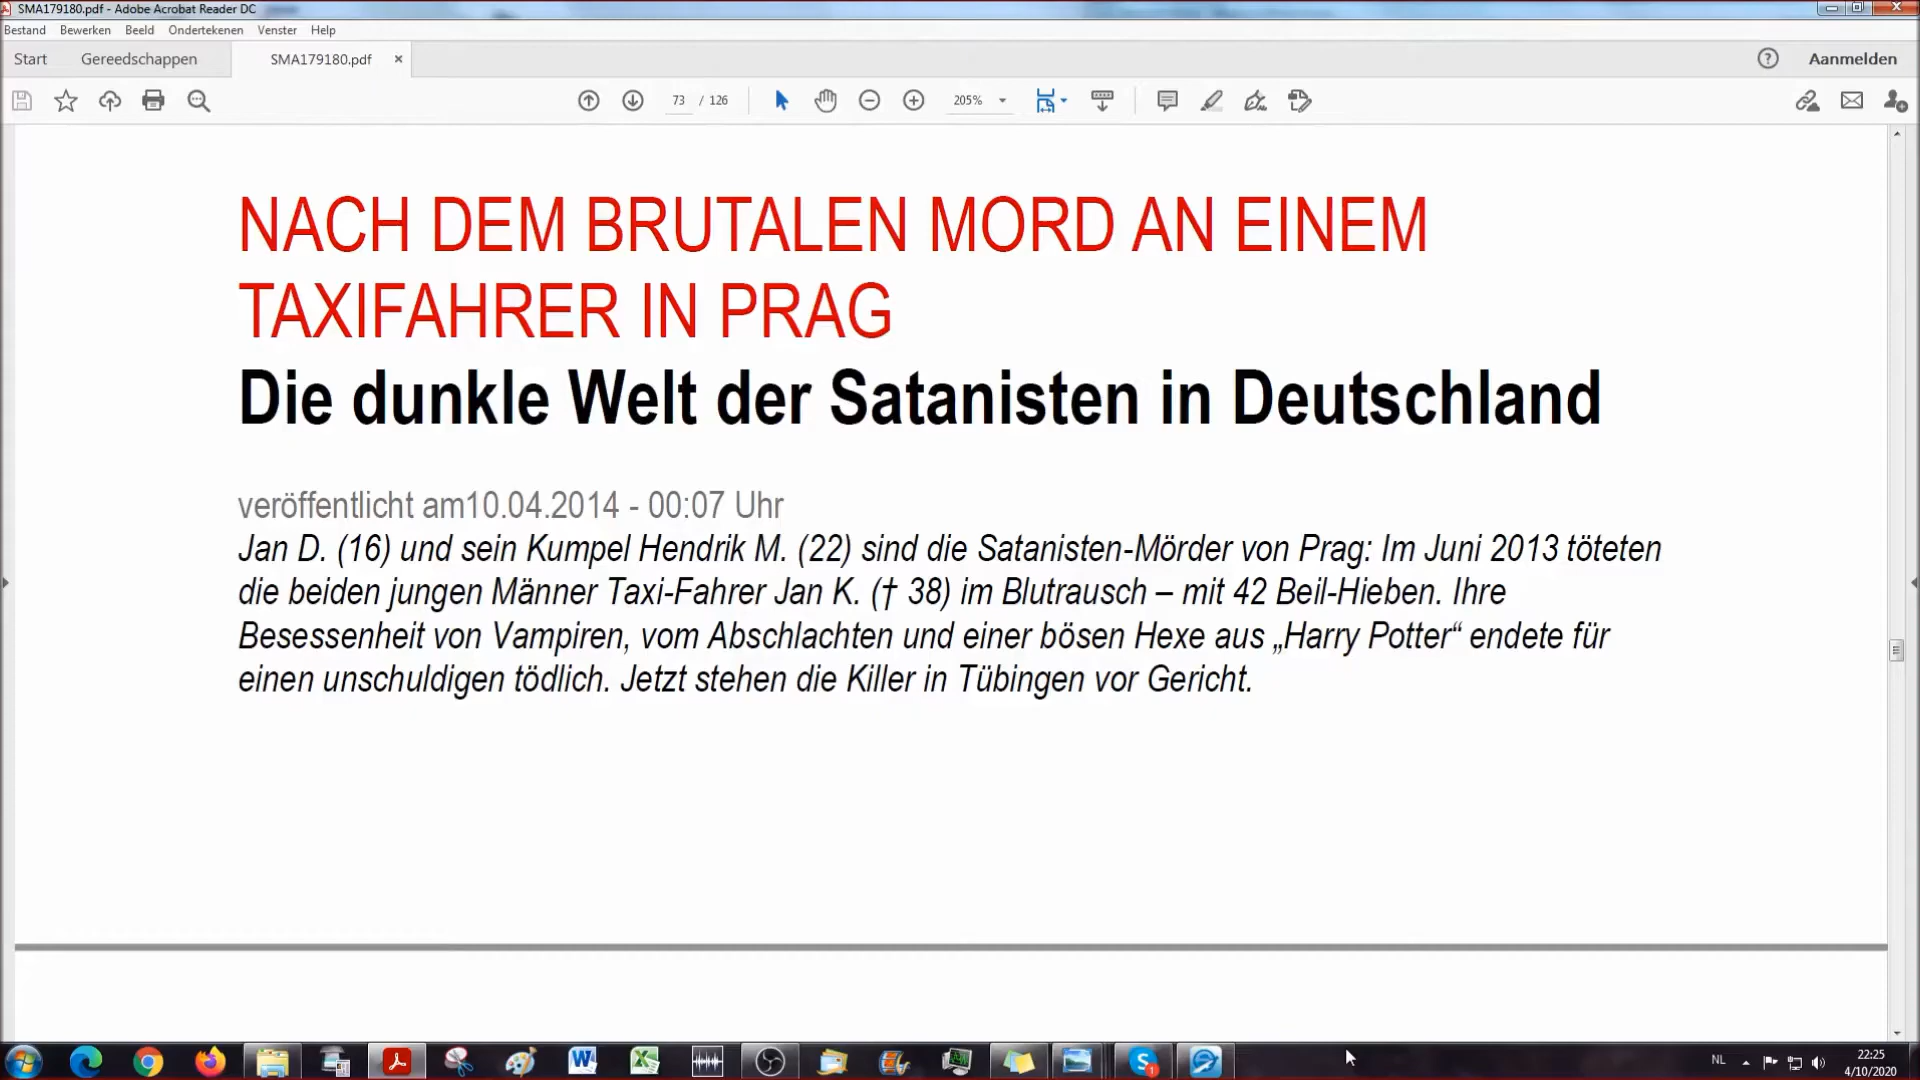 SMA179180.pdf - Adobe Acrobat Reader DC
Bestand Bewerken Beeld Ondertekenen Venster Help
Start Gereedschappen SMA179180.pdf × ? Aanmelden
73 / 126 205%
NACH DEM BRUTALEN MORD AN EINEM
TAXIFAHRER IN PRAG
Die dunkle Welt der Satanisten in Deutschland
veröffentlicht am10.04.2014 - 00:07 Uhr
Jan D. (16) und sein Kumpel Hendrik M. (22) sind die Satanisten-Mörder von Prag: Im Juni 2013 töteten
die beiden jungen Männer Taxi-Fahrer Jan K. († 38) im Blutrausch – mit 42 Beil-Hieben. Ihre
Besessenheit von Vampiren, vom Abschlachten und einer bösen Hexe aus „Harry Potter“ endete für
einen unschuldigen tödlich. Jetzt stehen die Killer in Tübingen vor Gericht.
NL 22:25
4/10/2020